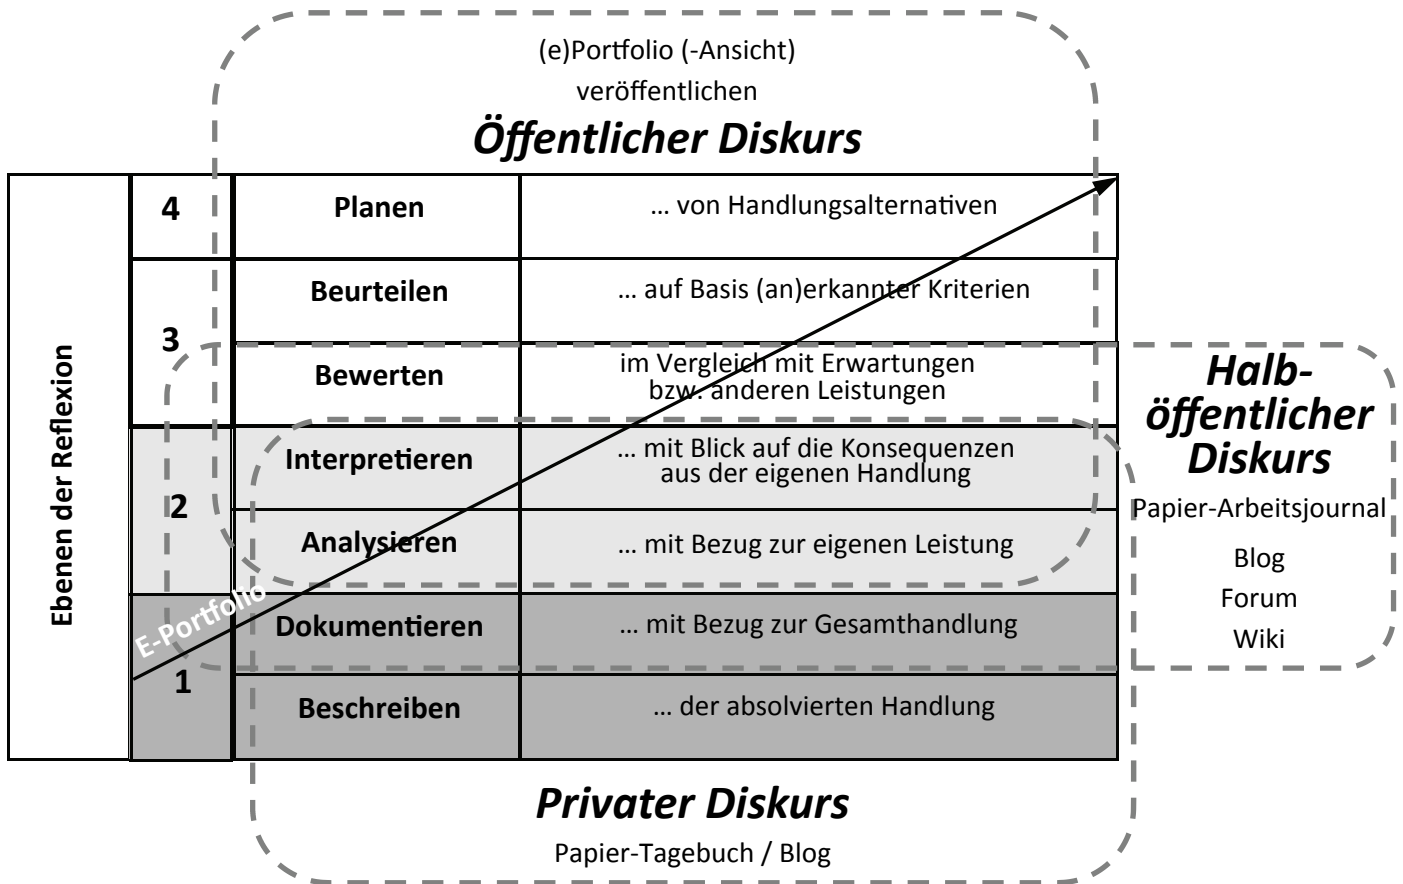 (e)Portfolio (-Ansicht)
veröffentlichen
Öffentlicher Diskurs
Ebenen der Reflexion
4
Planen
... von Handlungsalternativen
3
Beurteilen
... auf Basis (an)erkannter Kriterien
Bewerten
im Vergleich mit Erwartungen
bzw. anderen Leistungen
2
Interpretieren
... mit Blick auf die Konsequenzen
aus der eigenen Handlung
Analysieren
... mit Bezug zur eigenen Leistung
E-Portfolio
1
Dokumentieren
... mit Bezug zur Gesamthandlung
Beschreiben
... der absolvierten Handlung
Halb-
öffentlicher
Diskurs
Papier-Arbeitsjournal
Blog
Forum
Wiki
Privater Diskurs
Papier-Tagebuch / Blog